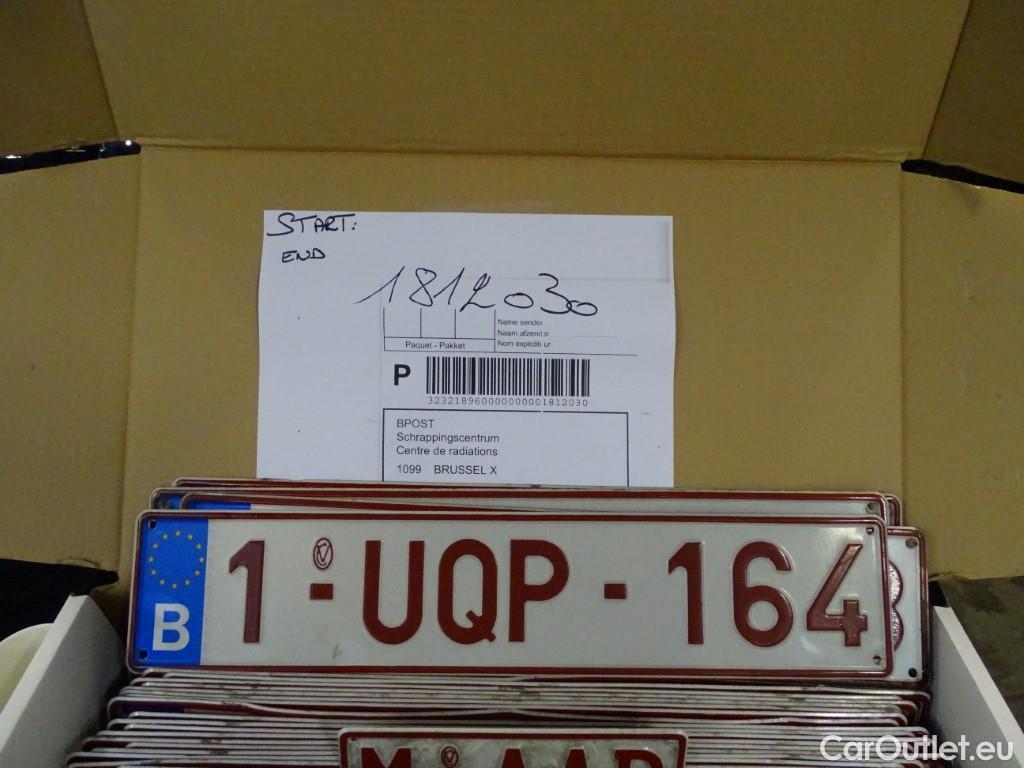 START:
END
1812030
Name sender
Naam afzender
Paquet - Pakket
Nom expéditeur
P
323218960000000001812030
BPOST
Schrappingscentrum
Centre de radiations
1099 BRUSSEL X
B 1-UQP-164
M AAP
CarOutlet.eu